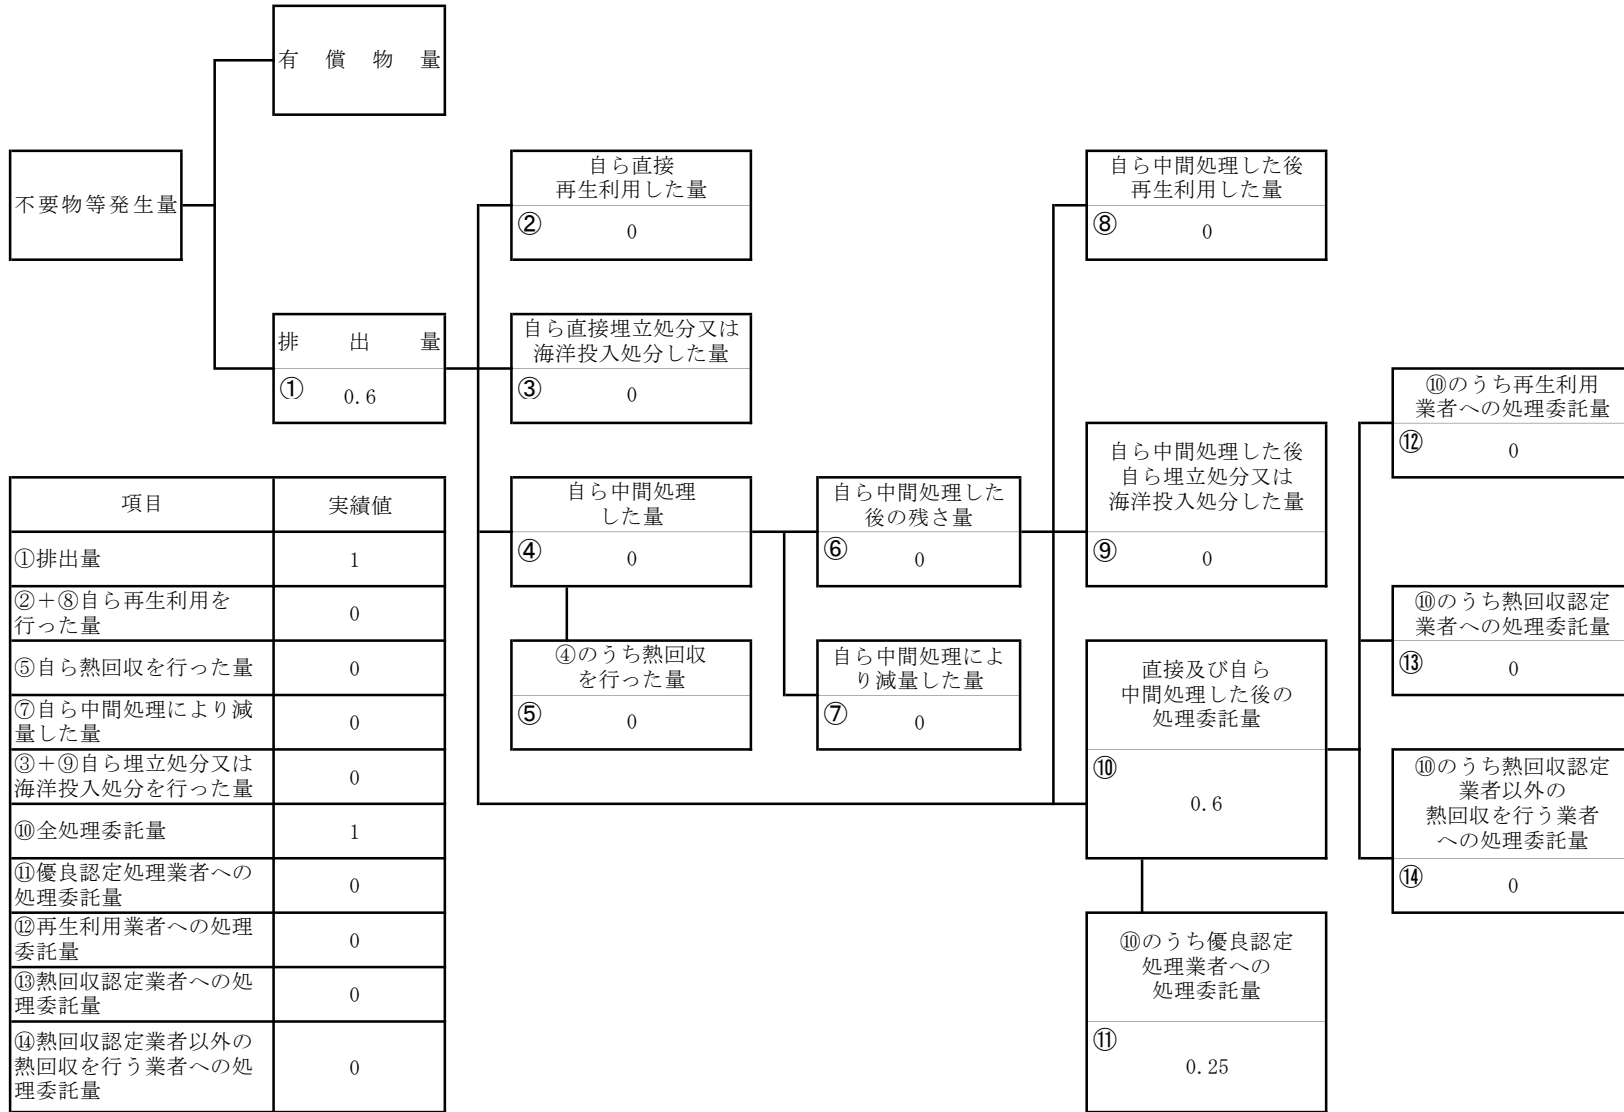 有償物量
不要物等発生量
排出量
①
0.6
自ら直接
再生利用した量
②
0
自ら直接埋立処分又は
海洋投入処分した量
③
0
自ら中間処理
した量
④
0
④のうち熱回収
を行った量
⑤
0
自ら中間処理した
後の残さ量
⑥
0
自ら中間処理によ
り減量した量
⑦
0
自ら中間処理した後
再生利用した量
⑧
0
自ら中間処理した後
自ら埋立処分又は
海洋投入処分した量
⑨
0
直接及び自ら
中間処理した後の
処理委託量
⑩
0.6
⑩のうち優良認定
処理業者への
処理委託量
⑪
0.25
⑩のうち再生利用
業者への処理委託量
⑫
0
⑩のうち熱回収認定
業者への処理委託量
⑬
0
⑩のうち熱回収認定
業者以外の
熱回収を行う業者
への処理委託量
⑭
0
項目 実績値
①排出量 1
②+⑧自ら再生利用を
行った量 0
⑤自ら熱回収を行った量 0
⑦自ら中間処理により減
量した量 0
③+⑨自ら埋立処分又は
海洋投入処分を行った量 0
⑩全処理委託量 1
⑪優良認定処理業者への
処理委託量 0
⑫再生利用業者への処理
委託量 0
⑬熱回収認定業者への処
理委託量 0
⑭熱回収認定業者以外の
熱回収を行う業者への処
理委託量 0